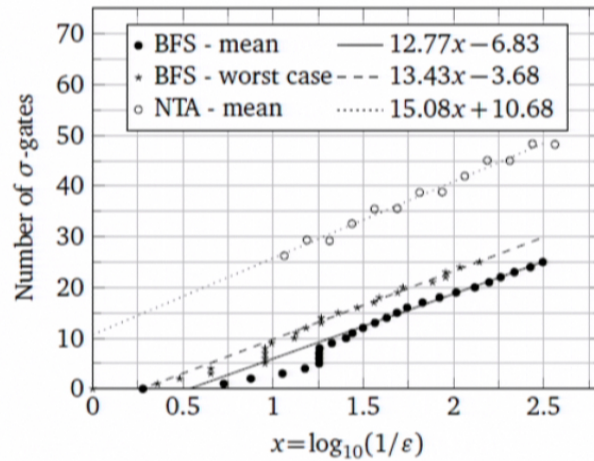 70
60
50
40
30
20
10
0
Number of σ-gates
BFS - mean 12.77x−6.83
BFS - worst case 13.43x−3.68
NTA - mean 15.08x+10.68
0 0.5 1 1.5 2 2.5
x=log₁₀(1/ε)